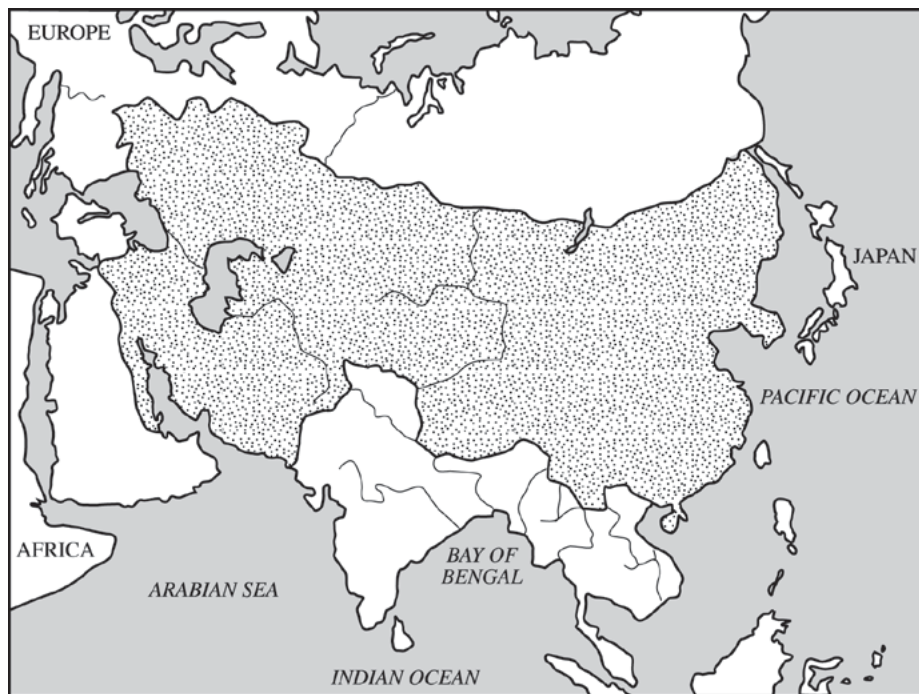 EUROPE
JAPAN
PACIFIC OCEAN
AFRICA
BAY OF
BENGAL
ARABIAN SEA
INDIAN OCEAN